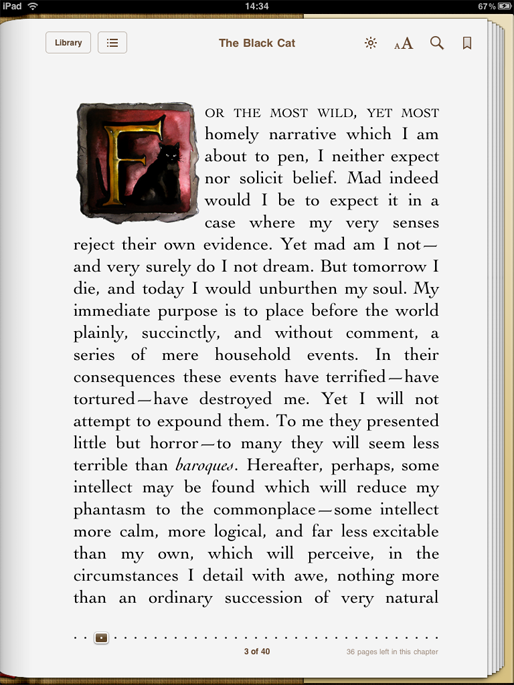 iPad 14:34 67%
Library The Black Cat AA
FOR THE MOST WILD, YET MOST
homely narrative which I am
about to pen, I neither expect
nor solicit belief. Mad indeed
would I be to expect it in a
case where my very senses
reject their own evidence. Yet mad am I not—
and very surely do I not dream. But tomorrow I
die, and today I would unburthen my soul. My
immediate purpose is to place before the world
plainly, succinctly, and without comment, a
series of mere household events. In their
consequences these events have terrified—have
tortured—have destroyed me. Yet I will not
attempt to expound them. To me they presented
little but horror—to many they will seem less
terrible than baroques. Hereafter, perhaps, some
intellect may be found which will reduce my
phantasm to the commonplace—some intellect
more calm, more logical, and far less excitable
than my own, which will perceive, in the
circumstances I detail with awe, nothing more
than an ordinary succession of very natural
3 of 40 36 pages left in this chapter